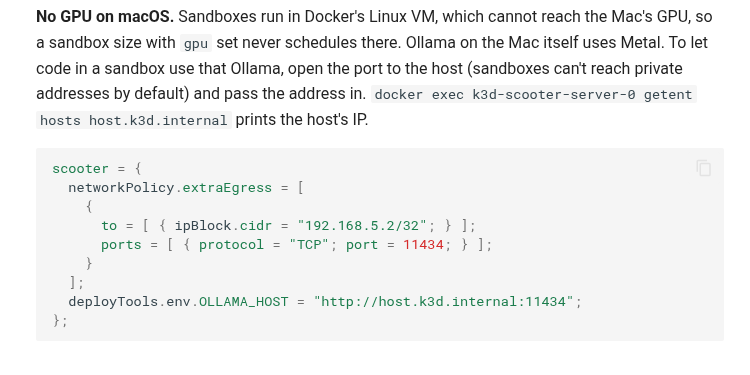 No GPU on macOS. Sandboxes run in Docker's Linux VM, which cannot reach the Mac's GPU, so
a sandbox size with gpu set never schedules there. Ollama on the Mac itself uses Metal. To let
code in a sandbox use that Ollama, open the port to the host (sandboxes can't reach private
addresses by default) and pass the address in. docker exec k3d-scooter-server-0 getent
hosts host.k3d.internal prints the host's IP.
scooter = {
  networkPolicy.extraEgress = [
    {
      to = [ { ipBlock.cidr = "192.168.5.2/32"; } ];
      ports = [ { protocol = "TCP"; port = 11434; } ];
    }
  ];
  deployTools.env.OLLAMA_HOST = "http://host.k3d.internal:11434";
};